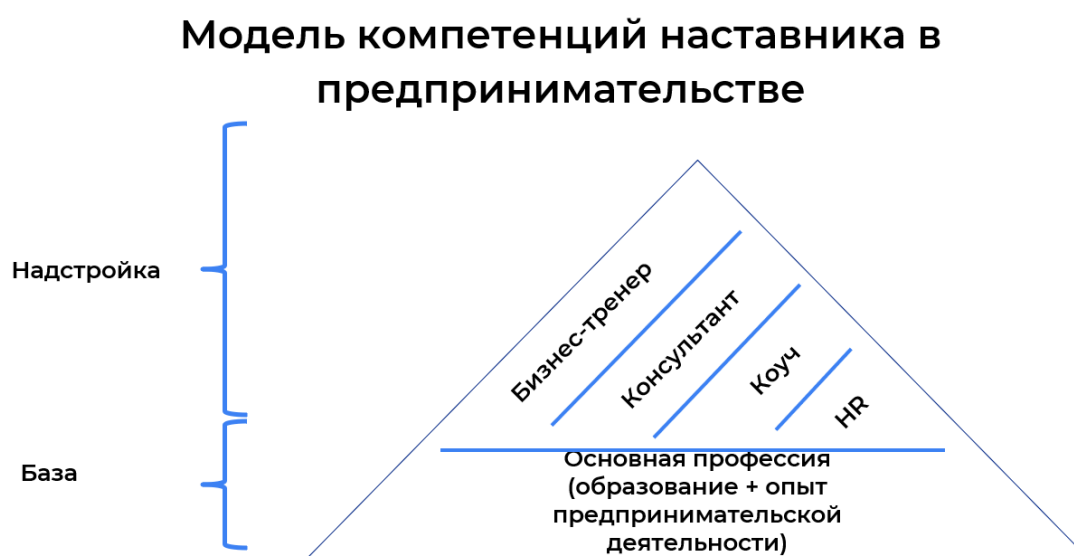 Модель компетенций наставника в
предпринимательстве
Надстройка
Бизнес-тренер
Консультант
Коуч
HR
База
Основная профессия
(образование + опыт
предпринимательской
деятельности)